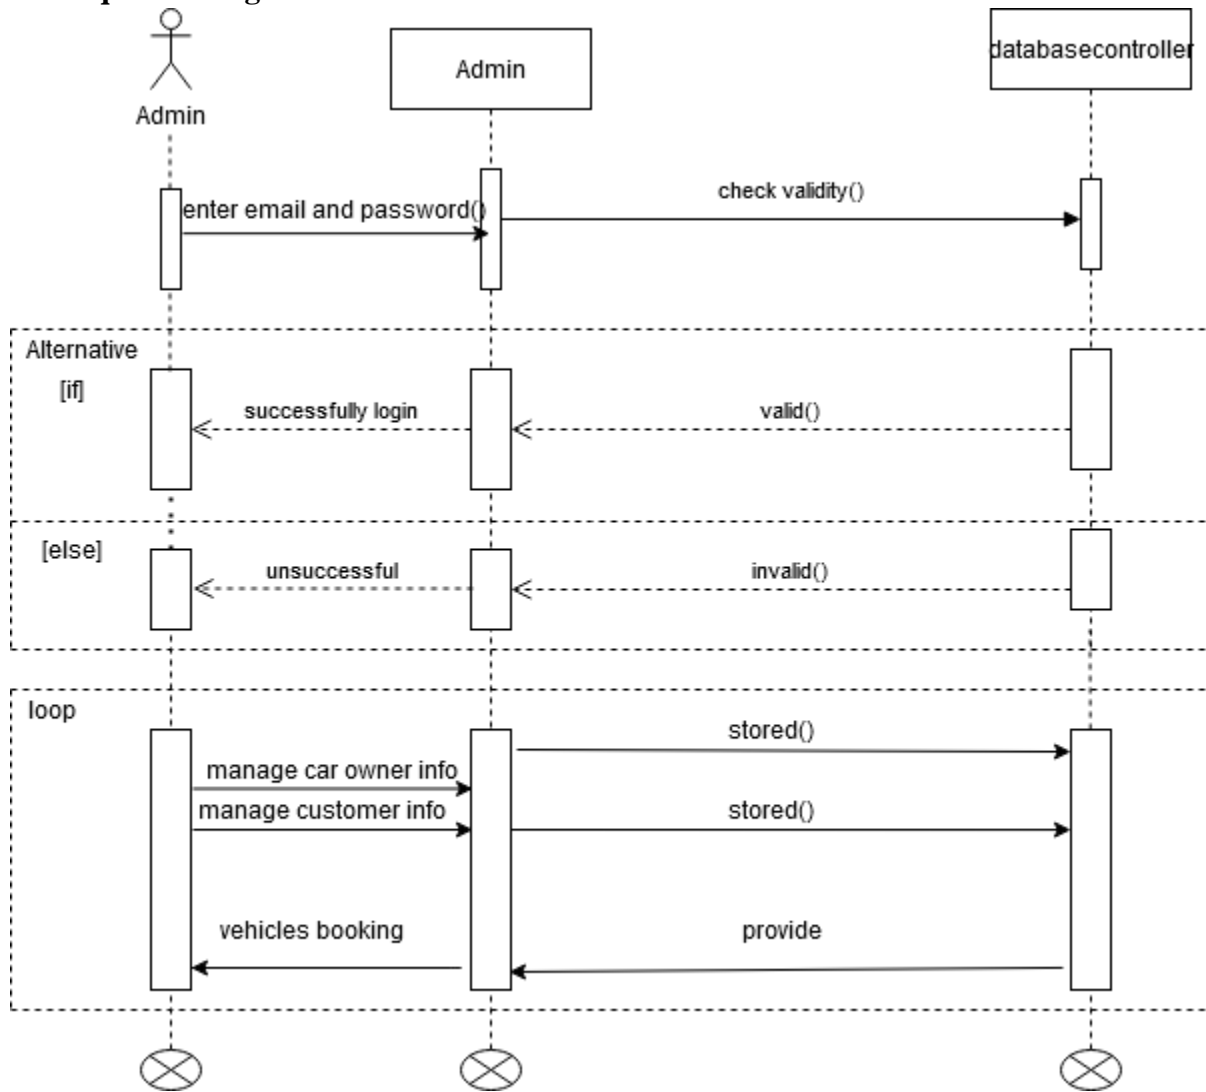 databasecontroller
Admin
Admin
check validity()
enter email and password()
Alternative
[if]
successfully login
valid()
[else]
unsuccessful
invalid()
loop
stored()
manage car owner info
manage customer info
stored()
vehicles booking
provide